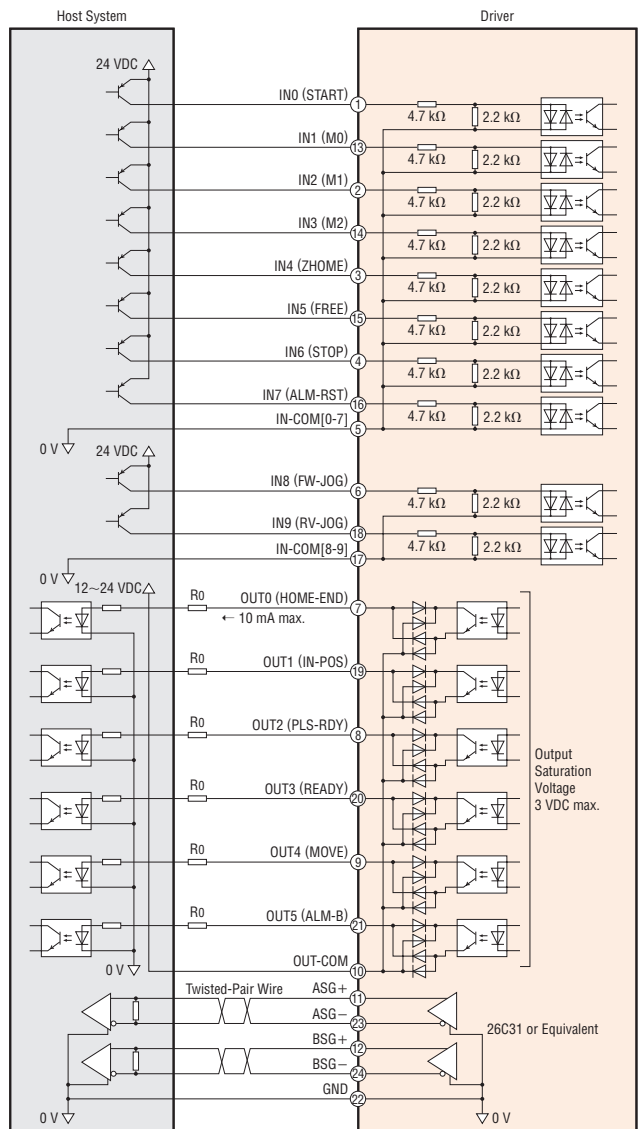 Host System
Driver
24 VDC
IN0 (START)
1
4.7 kΩ
2.2 kΩ
IN1 (M0)
13
4.7 kΩ
2.2 kΩ
IN2 (M1)
2
4.7 kΩ
2.2 kΩ
IN3 (M2)
14
4.7 kΩ
2.2 kΩ
IN4 (ZHOME)
3
4.7 kΩ
2.2 kΩ
IN5 (FREE)
15
4.7 kΩ
2.2 kΩ
IN6 (STOP)
4
4.7 kΩ
2.2 kΩ
IN7 (ALM-RST)
16
4.7 kΩ
2.2 kΩ
IN-COM[0-7]
5
0 V
24 VDC
IN8 (FW-JOG)
6
4.7 kΩ
2.2 kΩ
IN9 (RV-JOG)
18
4.7 kΩ
2.2 kΩ
IN-COM[8-9]
17
0 V
12~24 VDC
R0
OUT0 (HOME-END)
7
← 10 mA max.
R0
OUT1 (IN-POS)
19
R0
OUT2 (PLS-RDY)
8
Output
Saturation
Voltage
3 VDC max.
R0
OUT3 (READY)
20
R0
OUT4 (MOVE)
9
R0
OUT5 (ALM-B)
21
0 V
OUT-COM
10
Twisted-Pair Wire
ASG+
11
ASG−
23
26C31 or Equivalent
BSG+
12
BSG−
24
GND
22
0 V
0 V